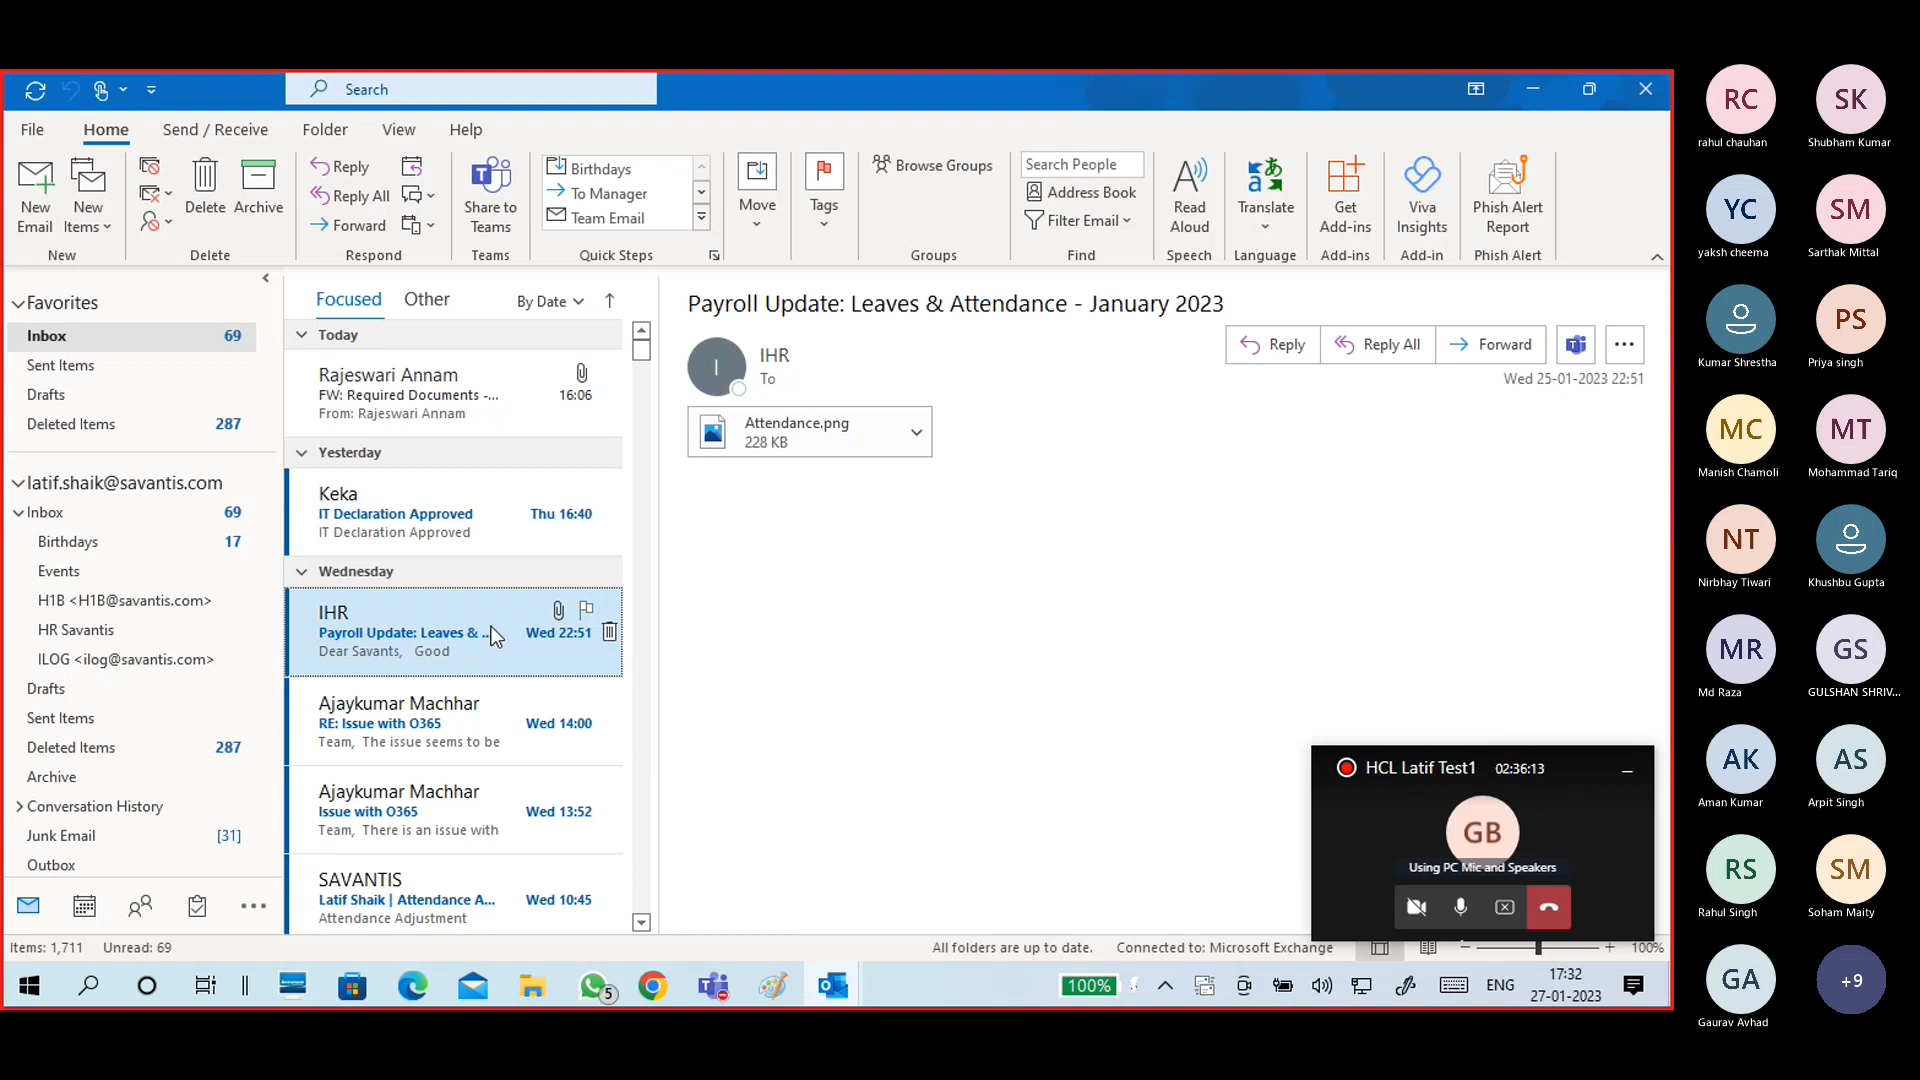 Search
File
Home
Send / Receive
Folder
View
Help
New
Email
New
Items
New
Delete
Archive
Delete
Reply
Reply All
Forward
Respond
Share to
Teams
Teams
Birthdays
To Manager
Team Email
Quick Steps
Move
Tags
Browse Groups
Groups
Search People
Address Book
Filter Email
Find
Read
Aloud
Speech
Translate
Language
Get
Add-ins
Add-ins
Viva
Insights
Add-in
Phish Alert
Report
Phish Alert
Favorites
Inbox 69
Sent Items
Drafts
Deleted Items 287
latif.shaik@savantis.com
Inbox 69
Birthdays 17
Events
H1B <H1B@savantis.com>
HR Savantis
ILOG <ilog@savantis.com>
Drafts
Sent Items
Deleted Items 287
Archive
Conversation History
Junk Email [31]
Outbox
Focused Other By Date
Today
Rajeswari Annam
FW: Required Documents -... 16:06
From: Rajeswari Annam
Yesterday
Keka
IT Declaration Approved Thu 16:40
IT Declaration Approved
Wednesday
IHR
Payroll Update: Leaves & ... Wed 22:51
Dear Savants, Good
Ajaykumar Machhar
RE: Issue with O365 Wed 14:00
Team, The issue seems to be
Ajaykumar Machhar
Issue with O365 Wed 13:52
Team, There is an issue with
SAVANTIS
Latif Shaik | Attendance A... Wed 10:45
Attendance Adjustment
Payroll Update: Leaves & Attendance - January 2023
I
IHR
To
Reply Reply All Forward
Wed 25-01-2023 22:51
Attendance.png
228 KB
HCL Latif Test1 02:36:13
GB
Using PC Mic and Speakers
Items: 1,711 Unread: 69
All folders are up to date. Connected to: Microsoft Exchange 100%
5
100%
ENG
17:32
27-01-2023
RC
rahul chauhan
SK
Shubham Kumar
YC
yaksh cheema
SM
Sarthak Mittal
Kumar Shrestha
PS
Priya singh
MC
Manish Chamoli
MT
Mohammad Tariq
NT
Nirbhay Tiwari
Khushbu Gupta
MR
Md Raza
GS
GULSHAN SHRIV...
AK
Aman Kumar
AS
Arpit Singh
RS
Rahul Singh
SM
Soham Maity
GA
Gaurav Avhad
+9